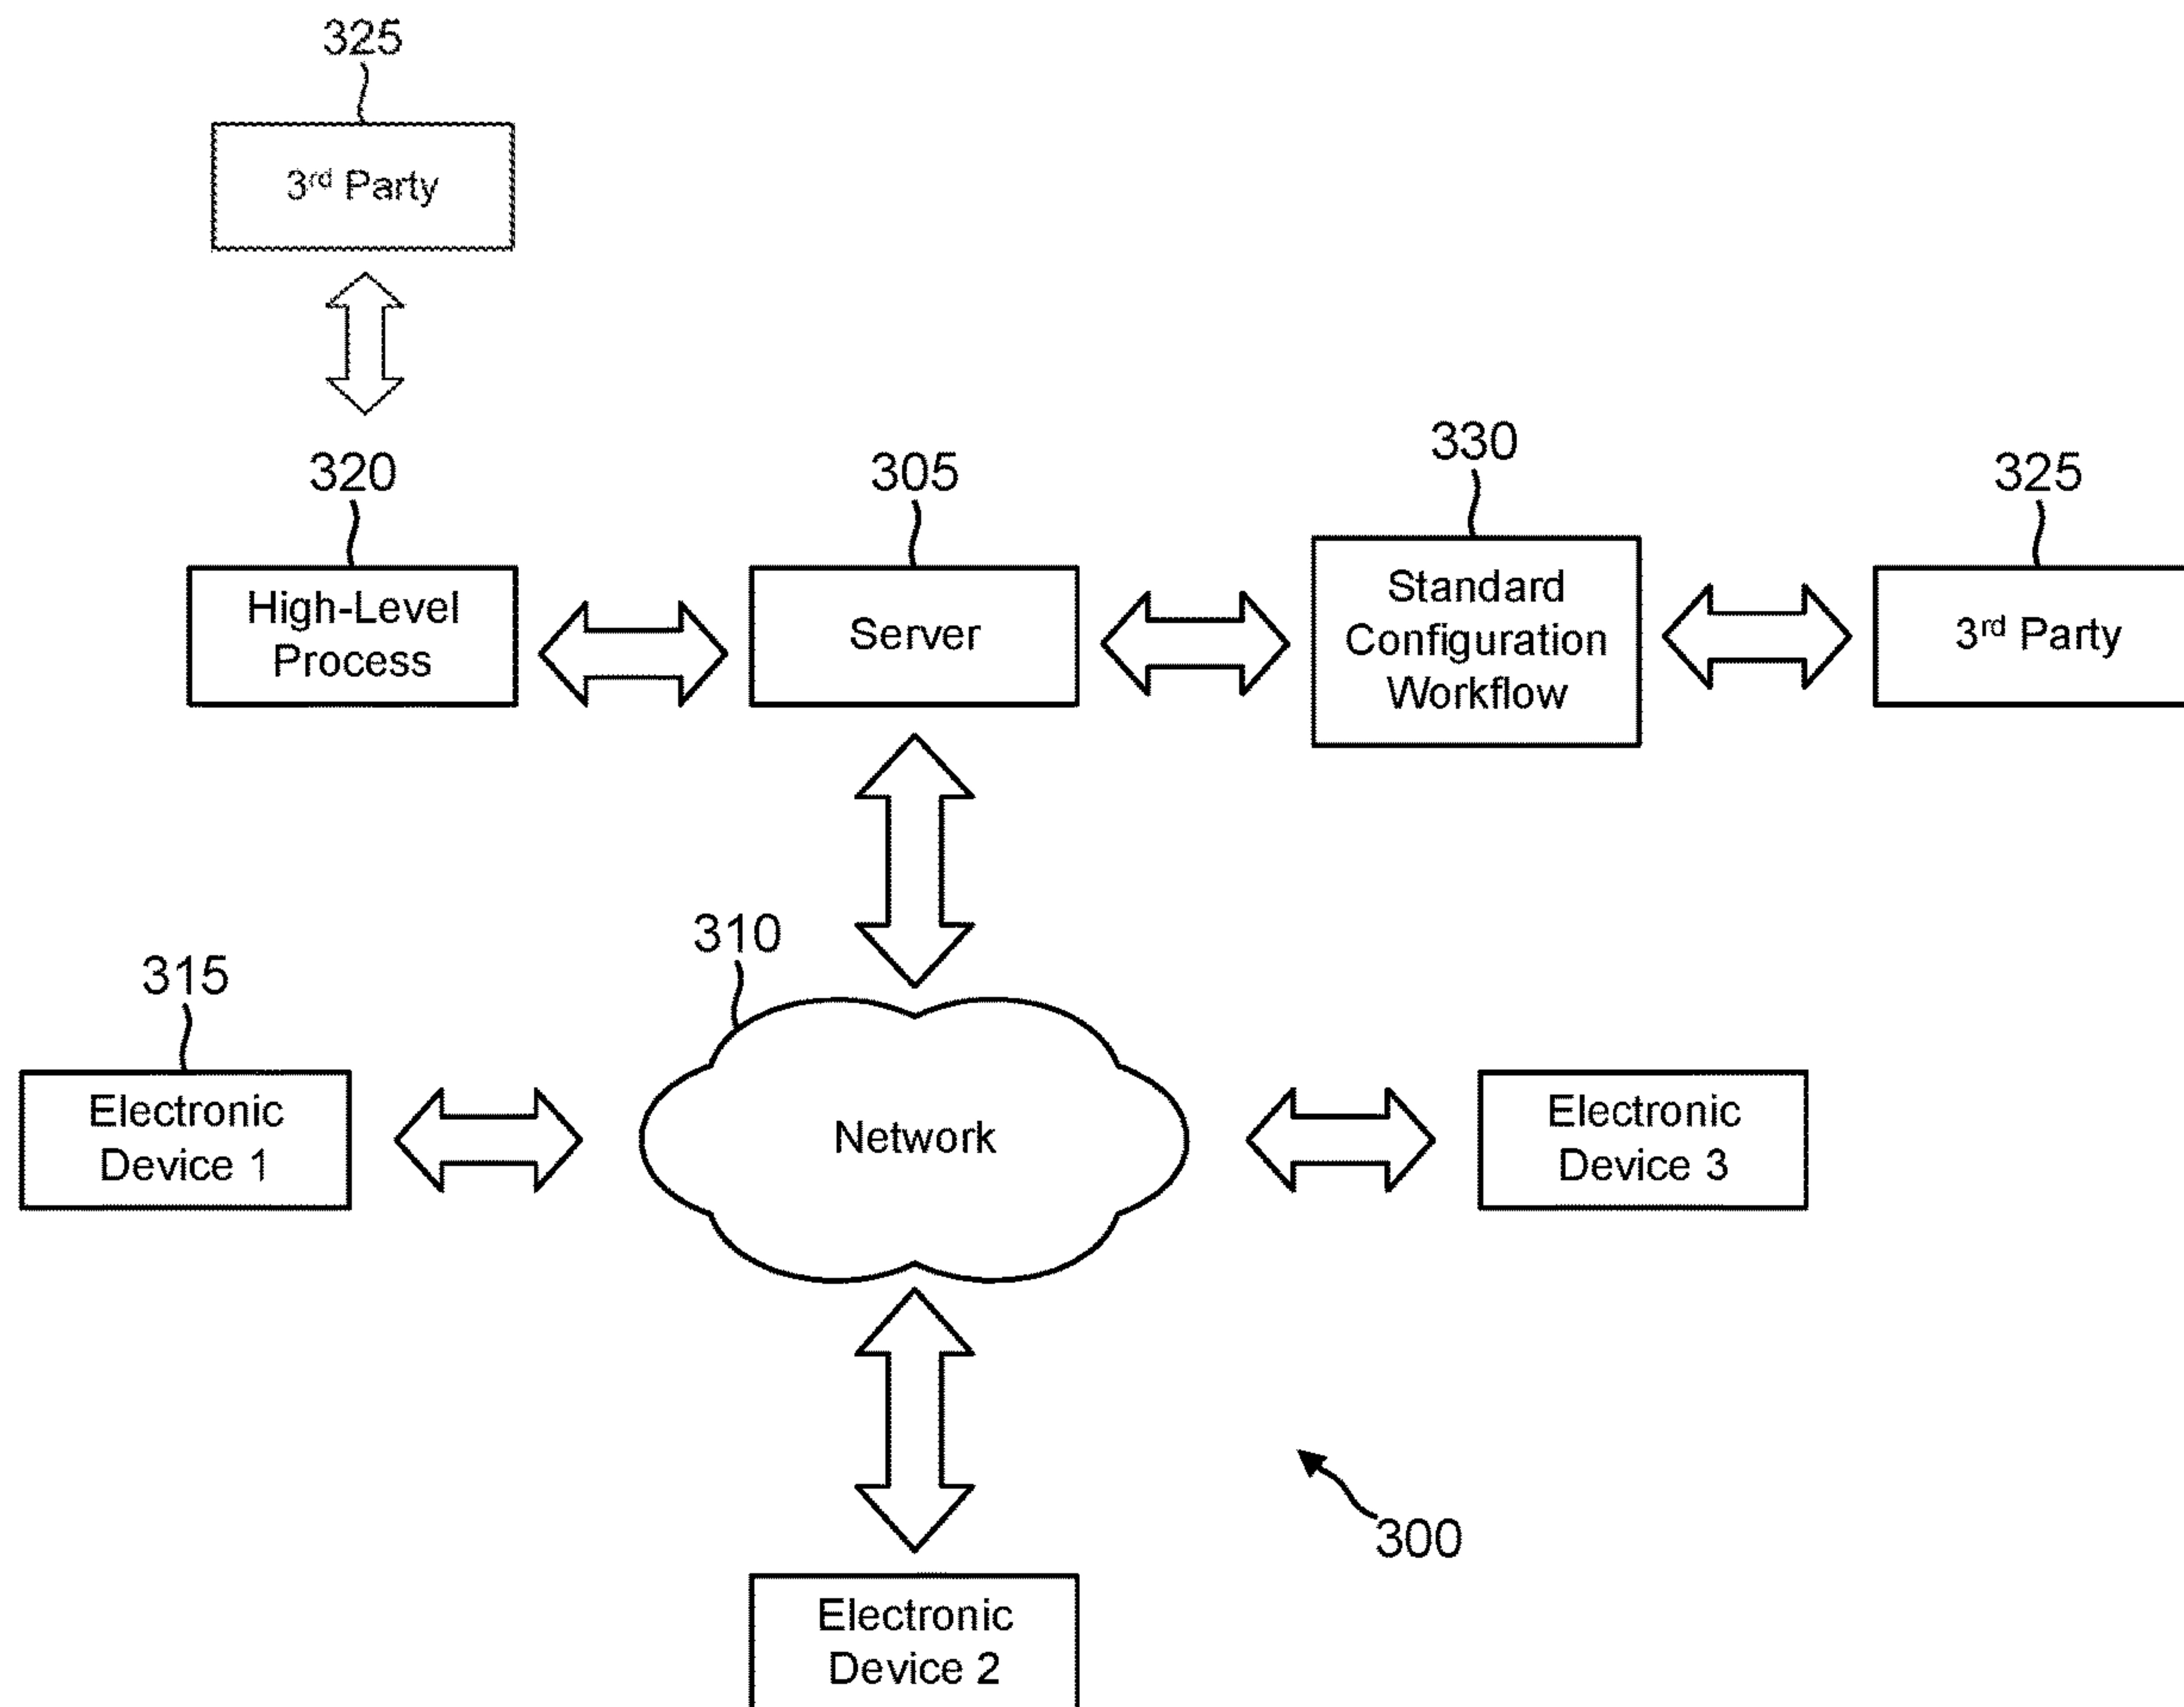 325
3rd Party
320
305
330
325
High-Level
Process
Server
Standard
Configuration
Workflow
3rd Party
310
315
Electronic
Device 1
Network
Electronic
Device 3
300
Electronic
Device 2